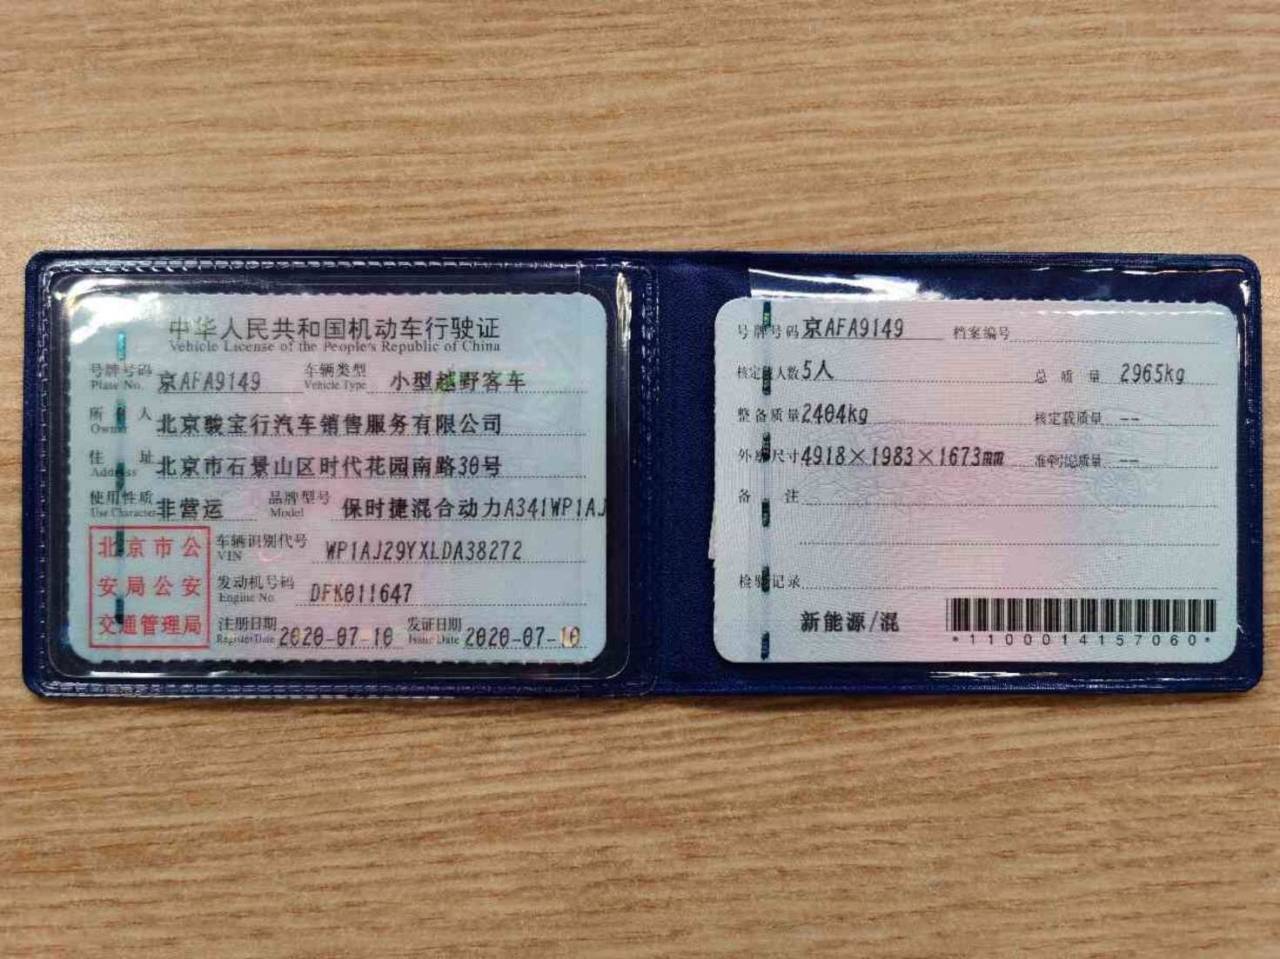 中华人民共和国机动车行驶证
Vehicle License of the People's Republic of China
号牌号码 京AFA9149 车辆类型 小型越野客车
Plate No. Vehicle Type
所有人 北京骏宝行汽车销售服务有限公司
Owner
住址 北京市石景山区时代花园南路30号
Address
使用性质 非营运 品牌型号 保时捷混合动力A341WP1AJ
Use Character Model
北京市公
安局公安
交通管理局
车辆识别代号 WP1AJ29YXLDA38272
VIN
发动机号码 DFK011647
Engine No.
注册日期 2020-07-10 发证日期 2020-07-10
Register Date Issue Date
号牌号码 京AFA9149 档案编号
核定载人数 5人 总质量 2965kg
整备质量 2404kg 核定载质量 --
外廓尺寸 4918×1983×1673mm 准牵引总质量 --
备注
检验记录
新能源/混
*1100014157060*